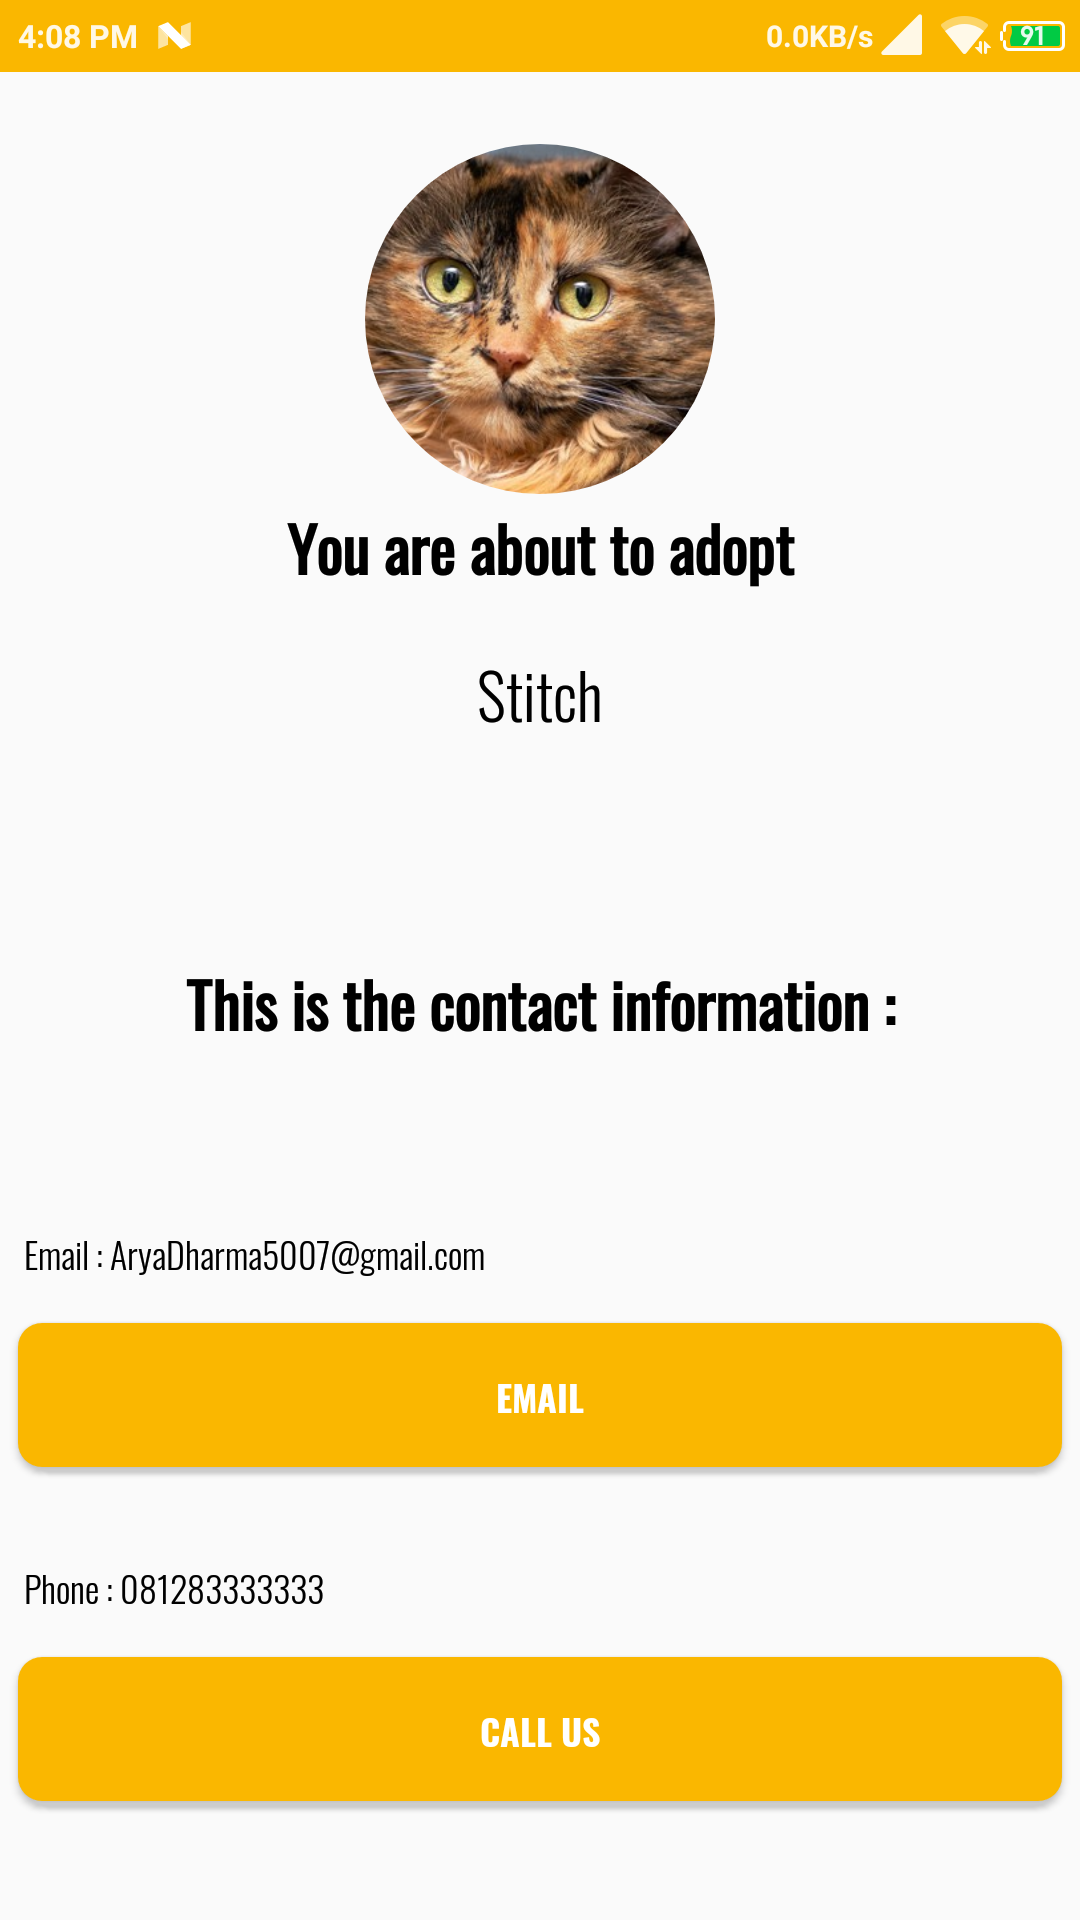 4:08 PM
0.0KB/s
91
You are about to adopt
Stitch
This is the contact information :
Email : AryaDharma5007@gmail.com
EMAIL
Phone : 081283333333
CALL US